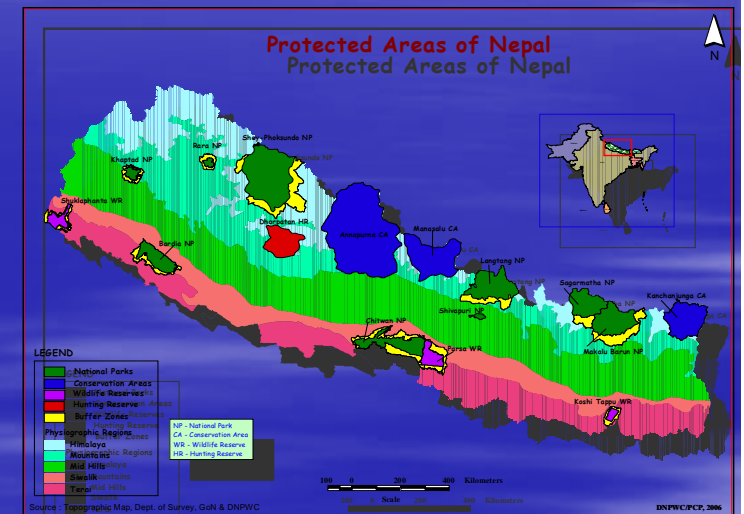 Protected Areas of Nepal
N
Shey-Phoksundo NP
Rara NP
Khaptad NP
Shuklaphanta WR
Dhorpatan HR
Bardia NP
Annapurna CA
Manaslu CA
Langtang NP
Shivapuri NP
Sagarmatha NP
Kanchanjunga CA
Makalu Barun NP
Chitwan NP
Parsa WR
Koshi Tappu WR
LEGEND
National Parks
Conservation Areas
Wildlife Reserves
Hunting Reserve
Buffer Zones
Physiographic Regions
Himalaya
Mountains
Mid Hills
Siwalik
Terai
NP - National Park
CA - Conservation Area
WR - Wildlife Reserve
HR - Hunting Reserve
100 0 200 400 Kilometers
Scale
Source : Topographic Map, Dept. of Survey, GoN & DNPWC
DNPWC/PCP, 2006